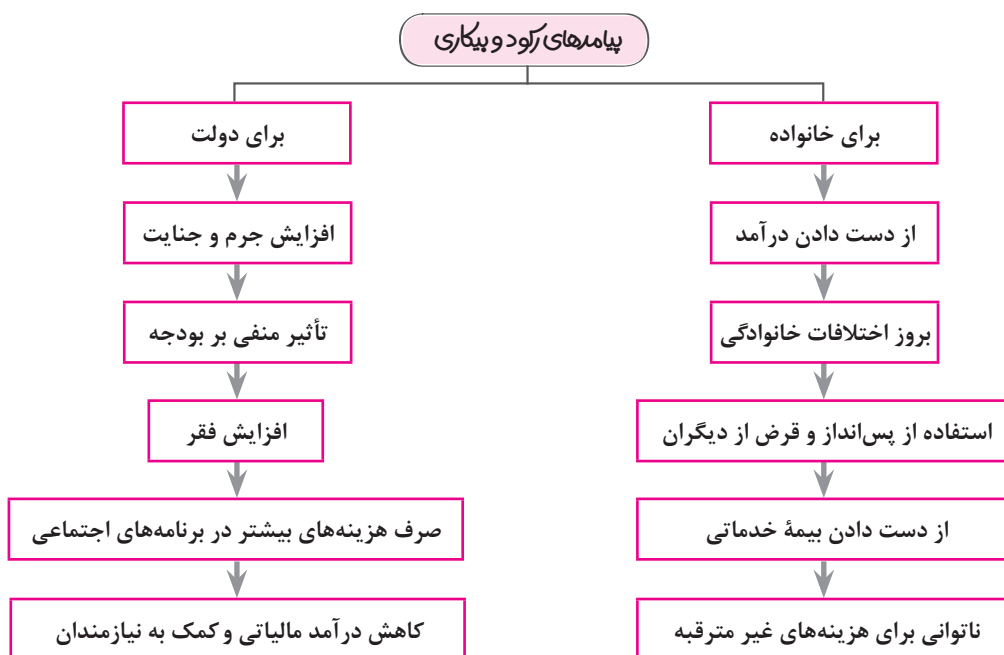 پیامدهای رکود و بیکاری
برای خانواده
از دست دادن درآمد
بروز اختلافات خانوادگی
استفاده از پس‌انداز و قرض از دیگران
از دست دادن بیمهٔ خدماتی
ناتوانی برای هزینه‌های غیر مترقبه
برای دولت
افزایش جرم و جنایت
تأثیر منفی بر بودجه
افزایش فقر
صرف هزینه‌های بیشتر در برنامه‌های اجتماعی
کاهش درآمد مالیاتی و کمک به نیازمندان